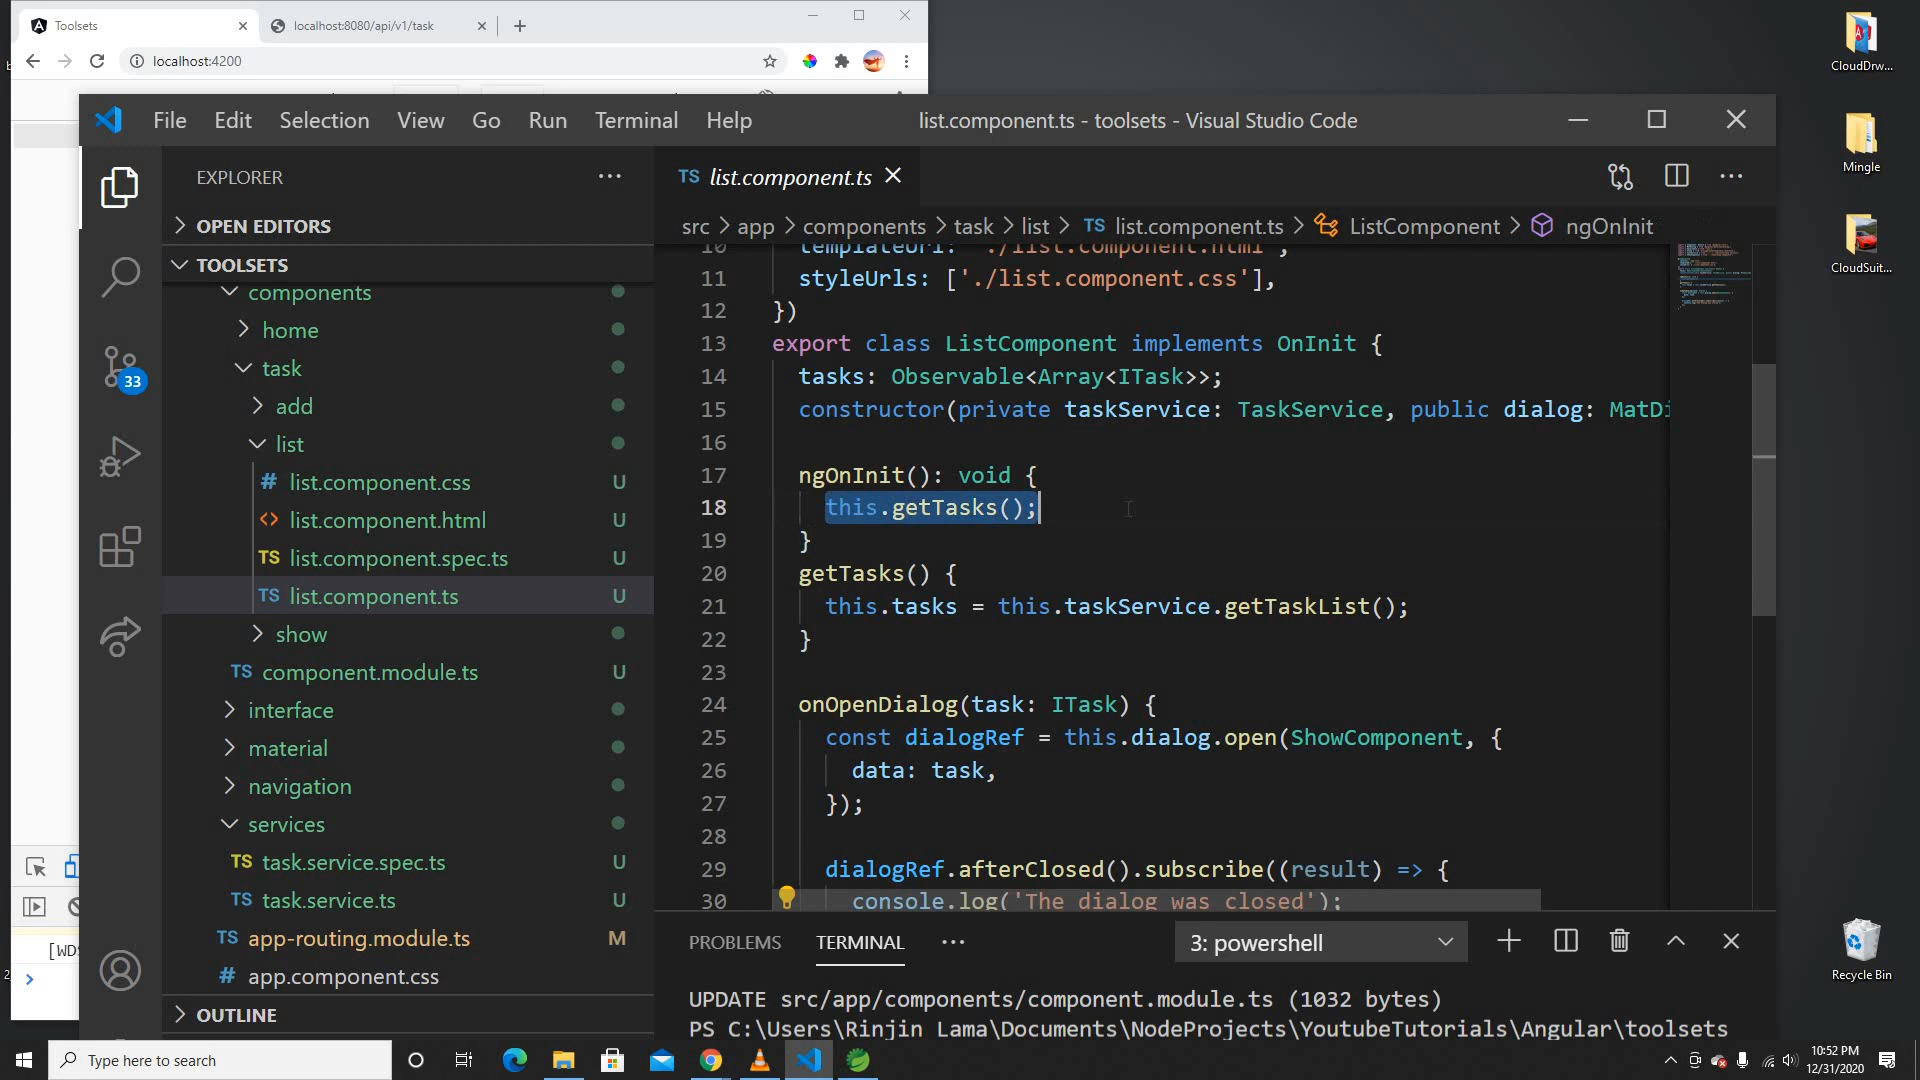 Toolsets
localhost:8080/api/v1/task
localhost:4200
File Edit Selection View Go Run Terminal Help
list.component.ts - toolsets - Visual Studio Code
EXPLORER
OPEN EDITORS
TOOLSETS
components
home
task
add
list
list.component.css U
list.component.html U
list.component.spec.ts U
list.component.ts U
show
component.module.ts U
interface
material
navigation
services
task.service.spec.ts U
task.service.ts U
app-routing.module.ts M
app.component.css
OUTLINE
33
list.component.ts
src > app > components > task > list > TS list.component.ts > ListComponent > ngOnInit
10 templateUrl: './list.component.html',
11 styleUrls: ['./list.component.css'],
12 })
13 export class ListComponent implements OnInit {
14 tasks: Observable<Array<ITask>>;
15 constructor(private taskService: TaskService, public dialog: MatDi
16
17 ngOnInit(): void {
18 this.getTasks();
19 }
20 getTasks() {
21 this.tasks = this.taskService.getTaskList();
22 }
23
24 onOpenDialog(task: ITask) {
25 const dialogRef = this.dialog.open(ShowComponent, {
26 data: task,
27 });
28
29 dialogRef.afterClosed().subscribe((result) => {
30 console.log('The dialog was closed');
PROBLEMS TERMINAL ··· 3: powershell
UPDATE src/app/components/component.module.ts (1032 bytes)
PS C:\Users\Rinjin Lama\Documents\NodeProjects\YoutubeTutorials\Angular\toolsets
[WDS
CloudDrw...
Mingle
CloudSuit...
Recycle Bin
Type here to search
10:52 PM
12/31/2020